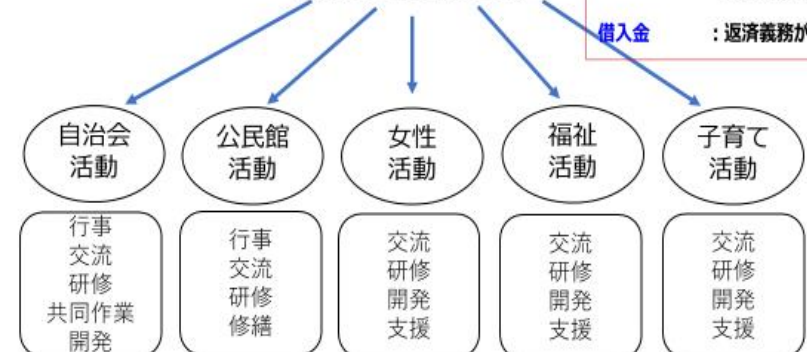 借入金 ：返済義務が
自治会
活動
公民館
活動
女性
活動
福祉
活動
子育て
活動
行事
交流
研修
共同作業
開発
行事
交流
研修
修繕
交流
研修
開発
支援
交流
研修
開発
支援
交流
研修
開発
支援